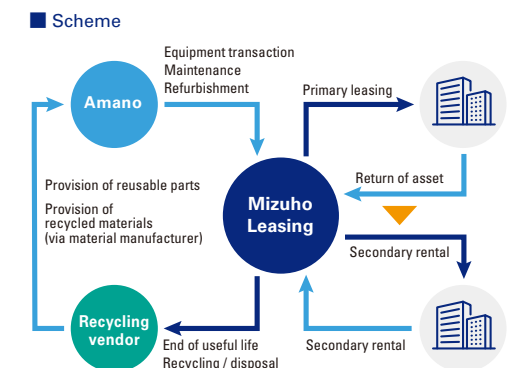 Scheme
Equipment transaction
Maintenance
Refurbishment
Amano
Primary leasing
Provision of reusable parts
Provision of
recycled materials
(via material manufacturer)
Mizuho
Leasing
Return of asset
Secondary rental
Recycling
vendor
End of useful life
Recycling / disposal
Secondary rental